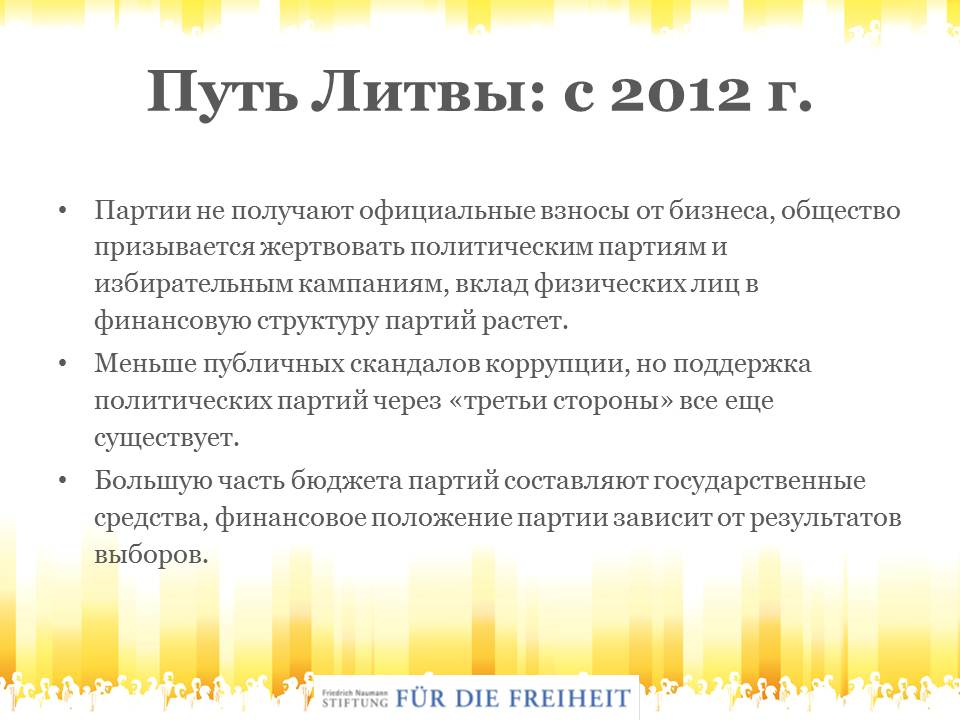 Путь Литвы: с 2012 г.
• Партии не получают официальные взносы от бизнеса, общество
призывается жертвовать политическим партиям и
избирательным кампаниям, вклад физических лиц в
финансовую структуру партий растет.
• Меньше публичных скандалов коррупции, но поддержка
политических партий через «третьи стороны» все еще
существует.
• Большую часть бюджета партий составляют государственные
средства, финансовое положение партии зависит от результатов
выборов.
Friedrich Naumann
STIFTUNG FÜR DIE FREIHEIT